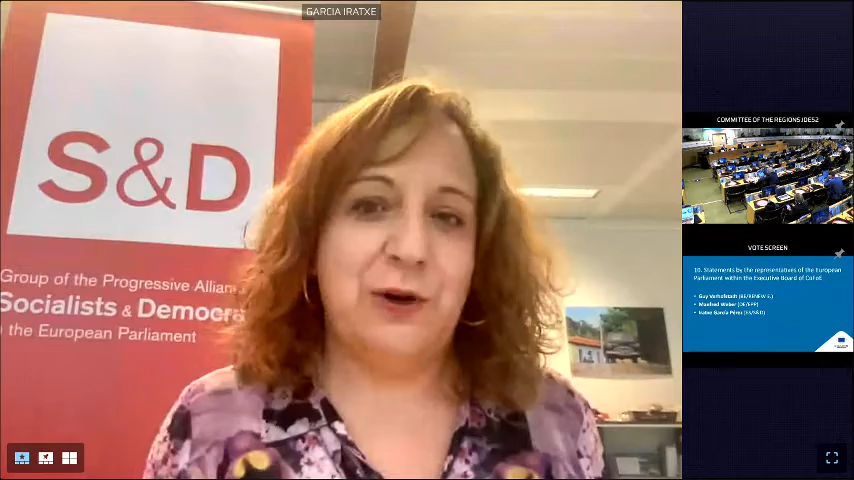 GARCIA IRATXE
S&D
Group of the Progressive Allian
Socialists & Democra
the European Parliament
COMMITTEE OF THE REGIONS JDE52
VOTE SCREEN
10. Statements by the representatives of the European
Parliament within the Executive Board of CoFoE
• Guy Verhofstadt (BE/RENEW E.)
• Manfred Weber (DE/EPP)
• Iratxe García Pérez (ES/S&D)